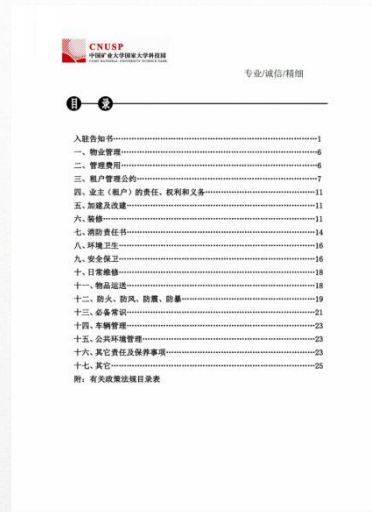 CNUSP
中国矿业大学国家大学科技园
专业/诚信/精细
目 录
入驻告知书……1
一、物业管理……6
二、管理费用……6
三、租户管理公约……7
四、业主（租户）的责任、权利和义务……11
五、加建及改建……11
六、装修……11
七、消防责任书……14
八、环境卫生……16
九、安全保卫……16
十、日常维修……18
十一、物品运送……18
十二、防火、防风、防震、防暴……19
十三、必备常识……21
十四、车辆管理……23
十五、公共环境管理……23
十六、其它责任及保养事项……23
十七、其它……25
附：有关政策法规目录表